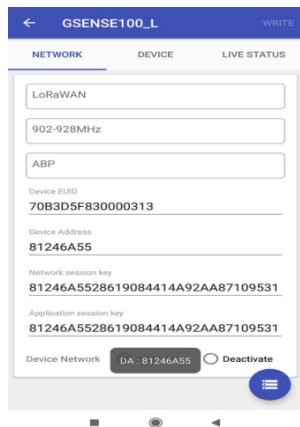 GSENSE100_L WRITE
NETWORK DEVICE LIVE STATUS
LoRaWAN
902-928MHz
ABP
Device EUID
70B3D5F830000313
Device Address
81246A55
Network session key
81246A5528619084414A92AA87109531
Application session key
81246A5528619084414A92AA87109531
Device Network DA : 81246A55 Deactivate